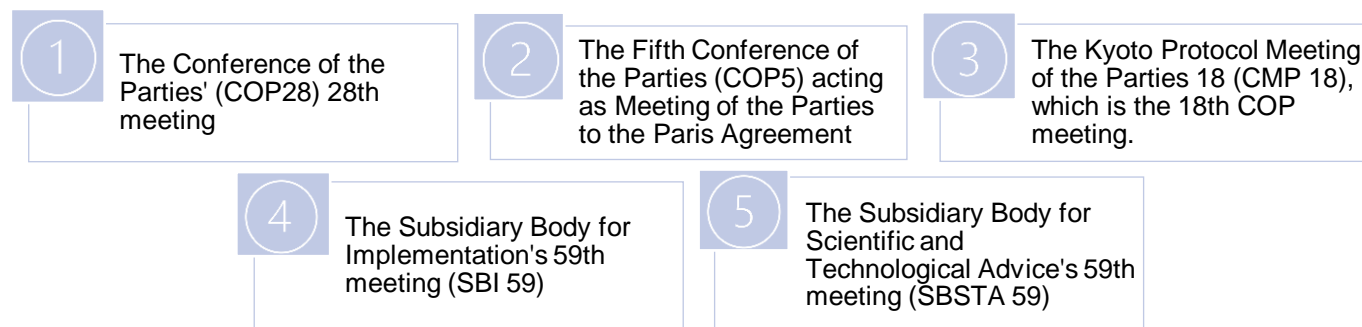 1
The Conference of the
Parties' (COP28) 28th
meeting
2
The Fifth Conference of
the Parties (COP5) acting
as Meeting of the Parties
to the Paris Agreement
3
The Kyoto Protocol Meeting
of the Parties 18 (CMP 18),
which is the 18th COP
meeting.
4
The Subsidiary Body for
Implementation's 59th
meeting (SBI 59)
5
The Subsidiary Body for
Scientific and
Technological Advice's 59th
meeting (SBSTA 59)